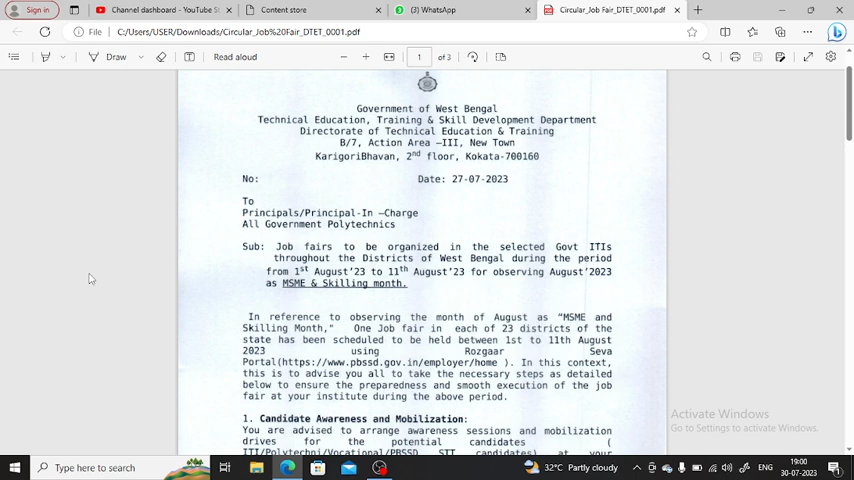 Sign in
Channel dashboard - YouTube St
Content store
(3) WhatsApp
Circular_Job Fair_DTET_0001.pdf
File
C:/Users/USER/Downloads/Circular_Job%20Fair_DTET_0001.pdf
Draw
Read aloud
1
of 3
Government of West Bengal
Technical Education, Training & Skill Development Department
Directorate of Technical Education & Training
B/7, Action Area –III, New Town
KarigoriBhavan, 2nd floor, Kokata-700160
No: Date: 27-07-2023
To
Principals/Principal-In –Charge
All Government Polytechnics
Sub: Job fairs to be organized in the selected Govt ITIs
throughout the Districts of West Bengal during the period
from 1st August'23 to 11th August'23 for observing August'2023
as MSME & Skilling month.
In reference to observing the month of August as “MSME and
Skilling Month," One Job fair in each of 23 districts of the
state has been scheduled to be held between 1st to 11th August
2023 using Rozgaar Seva
Portal(https://www.pbssd.gov.in/employer/home ). In this context,
this is to advise you all to take the necessary steps as detailed
below to ensure the preparedness and smooth execution of the job
fair at your institute during the above period.
1. Candidate Awareness and Mobilization:
You are advised to arrange awareness sessions and mobilization
drives for the potential candidates (
ITI/Polytechni/Vocational/PBSSD STT candidates) at your
Activate Windows
Go to Settings to activate Windows.
Type here to search
32°C Partly cloudy
ENG
19:00
30-07-2023